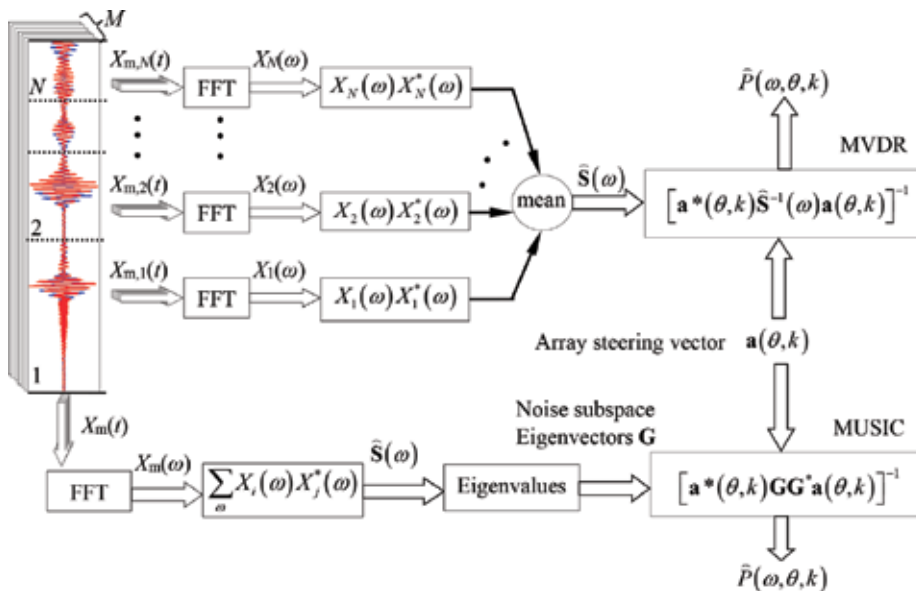 M
X_{m,N}(t)
X_N(ω)
N
FFT
X_N(ω)X_N^*(ω)
P̂(ω,θ,k)
MVDR
X_{m,2}(t)
X_2(ω)
Ŝ(ω)
2
FFT
X_2(ω)X_2^*(ω)
mean
[a*(θ,k)Ŝ^{-1}(ω)a(θ,k)]^{-1}
X_{m,1}(t)
X_1(ω)
FFT
X_1(ω)X_1^*(ω)
1
Array steering vector a(θ,k)
X_m(t)
Noise subspace
Eigenvectors G
MUSIC
X_m(ω)
Ŝ(ω)
FFT
∑_ω X_i(ω)X_j^*(ω)
Eigenvalues
[a*(θ,k)GG^*a(θ,k)]^{-1}
P̂(ω,θ,k)